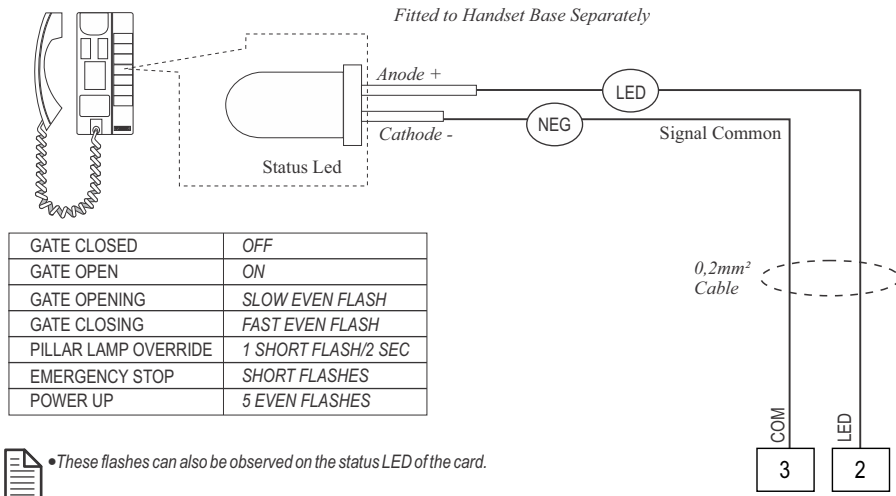 Fitted to Handset Base Separately
Anode +
LED
NEG
Cathode -
Signal Common
Status Led
0,2mm²
Cable
GATE CLOSED OFF
GATE OPEN ON
GATE OPENING SLOW EVEN FLASH
GATE CLOSING FAST EVEN FLASH
PILLAR LAMP OVERRIDE 1 SHORT FLASH/2 SEC
EMERGENCY STOP SHORT FLASHES
POWER UP 5 EVEN FLASHES
COM
LED
3
2
•These flashes can also be observed on the status LED of the card.